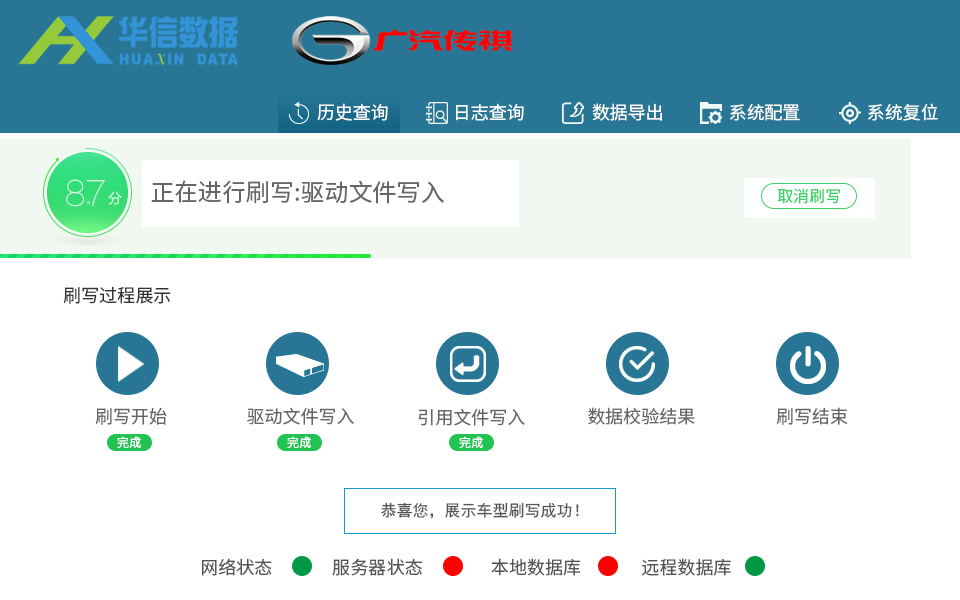 华信数据
HUAXIN DATA
广汽传祺
历史查询 日志查询 数据导出 系统配置 系统复位
87分
正在进行刷写:驱动文件写入
取消刷写
刷写过程展示
刷写开始 驱动文件写入 引用文件写入 数据校验结果 刷写结束
完成 完成 完成
恭喜您，展示车型刷写成功！
网络状态 服务器状态 本地数据库 远程数据库